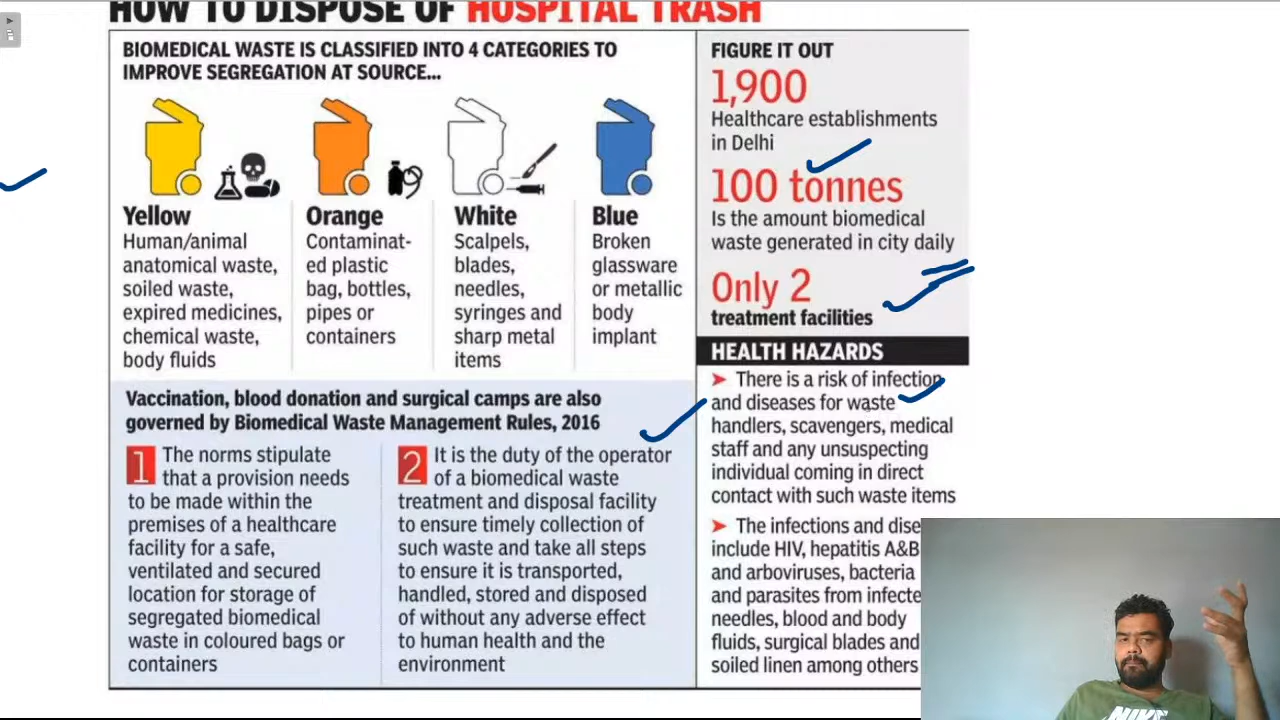 HOW TO DISPOSE OF HOSPITAL TRASH
BIOMEDICAL WASTE IS CLASSIFIED INTO 4 CATEGORIES TO
IMPROVE SEGREGATION AT SOURCE...
Yellow
Human/animal
anatomical waste,
soiled waste,
expired medicines,
chemical waste,
body fluids
Orange
Contaminat-
ed plastic
bag, bottles,
pipes or
containers
White
Scalpels,
blades,
needles,
syringes and
sharp metal
items
Blue
Broken
glassware
or metallic
body
implant
Vaccination, blood donation and surgical camps are also
governed by Biomedical Waste Management Rules, 2016
1 The norms stipulate
that a provision needs
to be made within the
premises of a healthcare
facility for a safe,
ventilated and secured
location for storage of
segregated biomedical
waste in coloured bags or
containers
2 It is the duty of the operator
of a biomedical waste
treatment and disposal facility
to ensure timely collection of
such waste and take all steps
to ensure it is transported,
handled, stored and disposed
of without any adverse effect
to human health and the
environment
FIGURE IT OUT
1,900
Healthcare establishments
in Delhi
100 tonnes
Is the amount biomedical
waste generated in city daily
Only 2
treatment facilities
HEALTH HAZARDS
➤ There is a risk of infection
and diseases for waste
handlers, scavengers, medical
staff and any unsuspecting
individual coming in direct
contact with such waste items
➤ The infections and dise
include HIV, hepatitis A&B
and arboviruses, bacteria
and parasites from infecte
needles, blood and body
fluids, surgical blades and
soiled linen among others
NIKE